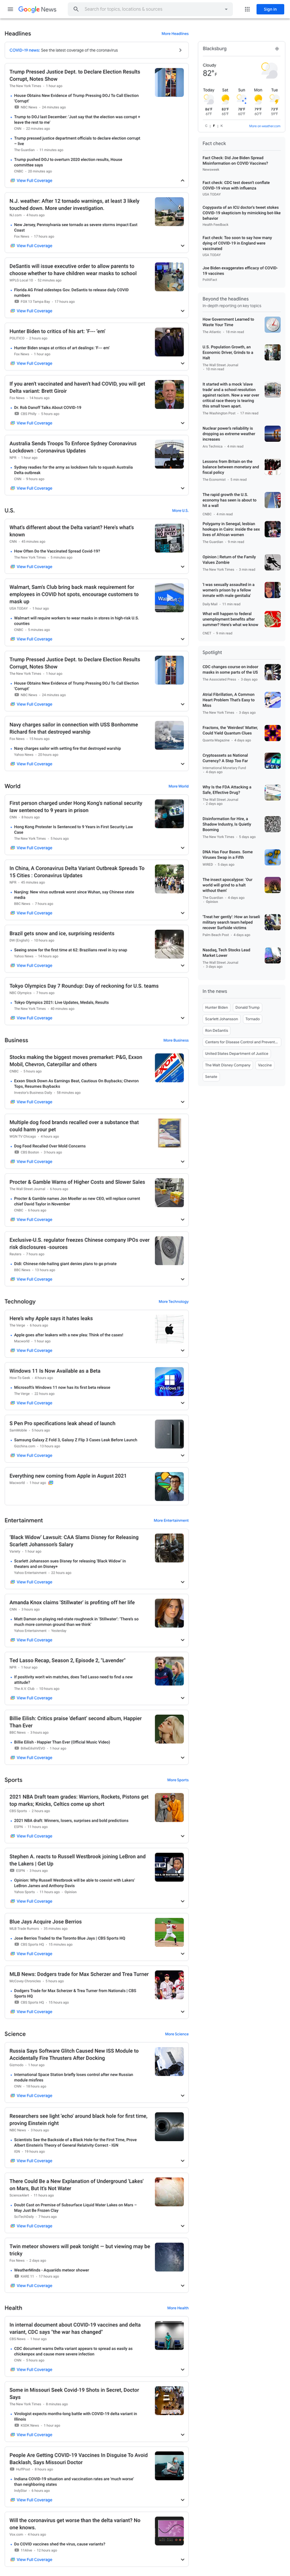 Google News
Search for topics, locations & sources
Sign in
Headlines
More Headlines
COVID-19 news: See the latest coverage of the coronavirus
Trump Pressed Justice Dept. to Declare Election Results
Corrupt, Notes Show
The New York Times · 1 hour ago
House Obtains New Evidence of Trump Pressing DOJ To Call Election
'Corrupt'
NBC News · 24 minutes ago
Trump to DOJ last December: 'Just say that the election was corrupt +
leave the rest to me'
CNN · 22 minutes ago
Trump pressed justice department officials to declare election corrupt
– live
The Guardian · 11 minutes ago
Trump pushed DOJ to overturn 2020 election results, House
committee says
CNBC · 20 minutes ago
View Full Coverage
N.J. weather: After 12 tornado warnings, at least 3 likely
touched down. More under investigation.
NJ.com · 4 hours ago
New Jersey, Pennsylvania see tornado as severe storms impact East
Coast
Fox News · 17 hours ago
View Full Coverage
DeSantis will issue executive order to allow parents to
choose whether to have children wear masks to school
WFLD Local 10 · 52 minutes ago
Florida AG Fried sidesteps Gov. DeSantis to release daily COVID
numbers
FOX 13 Tampa Bay · 17 hours ago
View Full Coverage
Hunter Biden to critics of his art: 'F--- 'em'
POLITICO · 2 hours ago
Hunter Biden snaps at critics of art dealings: 'F--- em'
Fox News · 1 hour ago
View Full Coverage
If you aren't vaccinated and haven't had COVID, you will get
Delta variant: Brett Giroir
Fox News · 14 hours ago
Dr. Rob Danoff Talks About COVID-19
CBS Philly · 5 hours ago
View Full Coverage
Australia Sends Troops To Enforce Sydney Coronavirus
Lockdown : Coronavirus Updates
NPR · 1 hour ago
Sydney readies for the army as lockdown fails to squash Australia
Delta outbreak
CNN · 9 hours ago
View Full Coverage
U.S.
More U.S.
What's different about the Delta variant? Here's what's
known
CNN · 49 minutes ago
How Often Do the Vaccinated Spread Covid-19?
The New York Times · 4 minutes ago
View Full Coverage
Walmart, Sam's Club bring back mask requirement for
employees in COVID hot spots, encourage customers to
mask up
USA TODAY · 1 hour ago
Walmart will require workers to wear masks in stores in high-risk U.S.
counties
CNBC · 6 minutes ago
View Full Coverage
Trump Pressed Justice Dept. to Declare Election Results
Corrupt, Notes Show
The New York Times · 1 hour ago
House Obtains New Evidence of Trump Pressing DOJ To Call Election
'Corrupt'
NBC News · 24 minutes ago
View Full Coverage
Navy charges sailor in connection with USS Bonhomme
Richard fire that destroyed warship
Fox News · 19 hours ago
Navy charges sailor with setting fire that destroyed warship
Yahoo News · 20 hours ago
View Full Coverage
World
More World
First person charged under Hong Kong's national security
law sentenced to 9 years in prison
CNN · 4 hours ago
Hong Kong Protester Is Sentenced to 9 Years in First Security Law
Case
The New York Times · 5 hours ago
View Full Coverage
In China, A Coronavirus Delta Variant Outbreak Spreads To
15 Cities : Coronavirus Updates
NPR · 45 minutes ago
Nanjing: New virus outbreak worst since Wuhan, say Chinese state
media
BBC News · 7 hours ago
View Full Coverage
Brazil gets snow and ice, surprising residents
DW (English) · 10 hours ago
Seeing snow for the first time at 62: Brazilians revel in icy snap
Yahoo News · 19 hours ago
View Full Coverage
Tokyo Olympics Day 7 Roundup: Day of reckoning for U.S. teams
NBC Olympics · 7 hours ago
Tokyo Olympics 2021: Live Updates, Medals, Results
The New York Times · 40 minutes ago
View Full Coverage
Business
More Business
Stocks making the biggest moves premarket: P&G, Exxon
Mobil, Chevron, Caterpillar and others
CNBC · 5 hours ago
Exxon Stock Down As Earnings Beat, Cautious On Buybacks; Chevron
Tops, Resumes Buybacks
Investor's Business Daily · 58 minutes ago
View Full Coverage
Multiple dog food brands recalled over a substance that
could harm your pet
WGN TV Chicago · 4 hours ago
Dog Food Recalled Over Mold Concerns
CBS Boston · 5 hours ago
View Full Coverage
Procter & Gamble Warns of Higher Costs and Slower Sales
The Wall Street Journal · 6 hours ago
Procter & Gamble names Jon Moeller as new CEO, will replace current
chief David Taylor in November
CNBC · 6 hours ago
View Full Coverage
Exclusive-U.S. regulator freezes Chinese company IPOs over
risk disclosures -sources
Reuters · 7 hours ago
Didi: Chinese ride-hailing giant denies plans to go private
BBC News · 13 hours ago
View Full Coverage
Technology
More Technology
Here's why Apple says it hates leaks
The Verge · 6 hours ago
Apple goes after leakers with a new plea: Think of the cases!
Macworld · 1 hour ago
View Full Coverage
Windows 11 Is Now Available as a Beta
How-To Geek · 4 hours ago
Microsoft's Windows 11 now has its first beta release
The Verge · 22 hours ago
View Full Coverage
S Pen Pro specifications leak ahead of launch
SamMobile · 5 hours ago
Samsung Galaxy Z Fold 3, Galaxy Z Flip 3 Cases Leak Before Launch
Gizchina.com · 13 hours ago
View Full Coverage
Everything new coming from Apple in August 2021
Macworld · 1 hour ago
Entertainment
More Entertainment
'Black Widow' Lawsuit: CAA Slams Disney for Releasing
Scarlett Johansson's Salary
Variety · 1 hour ago
Scarlett Johansson sues Disney for releasing 'Black Widow' in
theaters and on Disney+
Yahoo Entertainment · 22 hours ago
View Full Coverage
Amanda Knox claims 'Stillwater' is profiting off her life
CNN · 5 hours ago
Matt Damon on playing red-state roughneck in 'Stillwater': 'There's so
much more common ground than we think'
Yahoo Entertainment · Yesterday
View Full Coverage
Ted Lasso Recap, Season 2, Episode 2, "Lavender"
NPR · 1 hour ago
If positivity won't win matches, does Ted Lasso need to find a new
attitude?
The A.V. Club · 10 hours ago
View Full Coverage
Billie Eilish: Critics praise 'defiant' second album, Happier
Than Ever
BBC News · 3 hours ago
Billie Eilish - Happier Than Ever (Official Music Video)
BillieEilishVEVO · 1 hour ago
View Full Coverage
Sports
More Sports
2021 NBA Draft team grades: Warriors, Rockets, Pistons get
top marks; Knicks, Celtics come up short
CBS Sports · 2 hours ago
2021 NBA draft: Winners, losers, surprises and bold predictions
ESPN · 11 hours ago
View Full Coverage
Stephen A. reacts to Russell Westbrook joining LeBron and
the Lakers | Get Up
ESPN · 2 hours ago
Opinion: Why Russell Westbrook will be able to coexist with Lakers'
LeBron James and Anthony Davis
Yahoo Sports · 11 hours ago · Opinion
View Full Coverage
Blue Jays Acquire Jose Berrios
MLB Trade Rumors · 35 minutes ago
Jose Berríos Traded to the Toronto Blue Jays | CBS Sports HQ
CBS Sports HQ · 15 minutes ago
View Full Coverage
MLB News: Dodgers trade for Max Scherzer and Trea Turner
McCovey Chronicles · 3 hours ago
Dodgers Trade for Max Scherzer & Trea Turner from Nationals | CBS
Sports HQ
CBS Sports HQ · 15 hours ago
View Full Coverage
Science
More Science
Russia Says Software Glitch Caused New ISS Module to
Accidentally Fire Thrusters After Docking
Gizmodo · 1 hour ago
International Space Station briefly loses control after new Russian
module misfires
CNN · 18 hours ago
View Full Coverage
Researchers see light 'echo' around black hole for first time,
proving Einstein right
NBC News · 3 hours ago
Scientists See the Backside of a Black Hole for the First Time, Prove
Albert Einstein's Theory of General Relativity Correct - IGN
IGN · 19 hours ago
View Full Coverage
There Could Be a New Explanation of Underground 'Lakes'
on Mars, But It's Not Water
ScienceAlert · 11 hours ago
Doubt Cast on Premise of Subsurface Liquid Water Lakes on Mars –
May Just Be Frozen Clay
SciTechDaily · 7 hours ago
View Full Coverage
Twin meteor showers will peak tonight — but viewing may be
tricky
Fox News · 2 days ago
WeatherMinds - Aquariids meteor shower
KARE 11 · 17 hours ago
View Full Coverage
Health
More Health
In internal document about COVID-19 vaccines and delta
variant, CDC says "the war has changed"
CBS News · 1 hour ago
CDC document warns Delta variant appears to spread as easily as
chickenpox and cause more severe infection
CNN · 9 hours ago
View Full Coverage
Some in Missouri Seek Covid-19 Shots in Secret, Doctor
Says
The New York Times · 8 minutes ago
Virologist expects months-long battle with COVID-19 delta variant in
Illinois
KSDK News · 1 hour ago
View Full Coverage
People Are Getting COVID-19 Vaccines In Disguise To Avoid
Backlash, Says Missouri Doctor
HuffPost · 8 hours ago
Indiana COVID-19 situation and vaccination rates are 'much worse'
than neighboring states
IndyStar · 6 hours ago
View Full Coverage
Will the coronavirus get worse than the delta variant? No
one knows.
Vox.com · 4 hours ago
Do COVID vaccines shed the virus, cause variants?
11Alive · 12 hours ago
View Full Coverage
Blacksburg
Cloudy
82°F
Today
Sat
Sun
Mon
Tue
More on weather.com
Fact check
Fact Check: Did Joe Biden Spread
Misinformation on COVID Vaccines?
Newsweek
Fact check: CDC test doesn't conflate
COVID-19 virus with influenza
USA TODAY
Copypasta of an ICU doctor's tweet stokes
COVID-19 skepticism by mimicking bot-like
behavior
Health Feedback
Fact check: Too soon to say how many
dying of COVID-19 in England were
vaccinated
USA TODAY
Joe Biden exaggerates efficacy of COVID-
19 vaccines
PolitiFact
Beyond the headlines
In-depth reporting on key topics
How Government Learned to
Waste Your Time
The Atlantic · 19 min read
U.S. Population Growth, an
Economic Driver, Grinds to a
Halt
The Wall Street Journal
· 10 min read
It started with a mock 'slave
trade' and a school resolution
against racism. Now a war over
critical race theory is tearing
this small town apart.
The Washington Post · 17 min read
Nuclear power's reliability is
dropping as extreme weather
increases
Ars Technica · 4 min read
Lessons from Britain on the
balance between monetary and
fiscal policy
The Economist · 5 min read
The rapid growth the U.S.
economy has seen is about to
hit a wall
CNBC · 4 min read
Polygamy in Senegal, lesbian
hookups in Cairo: inside the sex
lives of African women
The Guardian · 9 min read
Opinion | Return of the Family
Values Zombie
The New York Times · 3 min read
'I was sexually assaulted in a
women's prison by a fellow
inmate with male genitalia'
Daily Mail · 11 min read
What will happen to federal
unemployment benefits after
summer? Here's what we know
CNET · 6 min read
Spotlight
CDC changes course on indoor
masks in some parts of the US
The Associated Press · 3 days ago
Atrial Fibrillation, A Common
Heart Problem That's Easy to
Miss
The New York Times · 3 days ago
Fractons, the 'Weirdest' Matter,
Could Yield Quantum Clues
QuantaMagazine · 4 days ago
Cryptoassets as National
Currency? A Step Too Far
International Monetary Fund
· 4 days ago
Why Is the FDA Attacking a
Safe, Effective Drug?
The Wall Street Journal
· 2 days ago
Disinformation for Hire, a
Shadow Industry, Is Quietly
Booming
The New York Times · 5 days ago
DNA Has Four Bases. Some
Viruses Swap in a Fifth
WIRED · 5 days ago
The insect apocalypse: 'Our
world will grind to a halt
without them'
The Guardian · 6 days ago
· Opinion
'Treat her gently': How an Israeli
military search team helped
recover Surfside victims
Palm Beach Post · 4 days ago
Nasdaq, Tech Stocks Lead
Market Lower
The Wall Street Journal
· 3 days ago
In the news
Hunter Biden
Donald Trump
Scarlett Johansson
Tornado
Ron DeSantis
Centers for Disease Control and Preventi...
United States Department of Justice
The Walt Disney Company
Vaccine
Senate